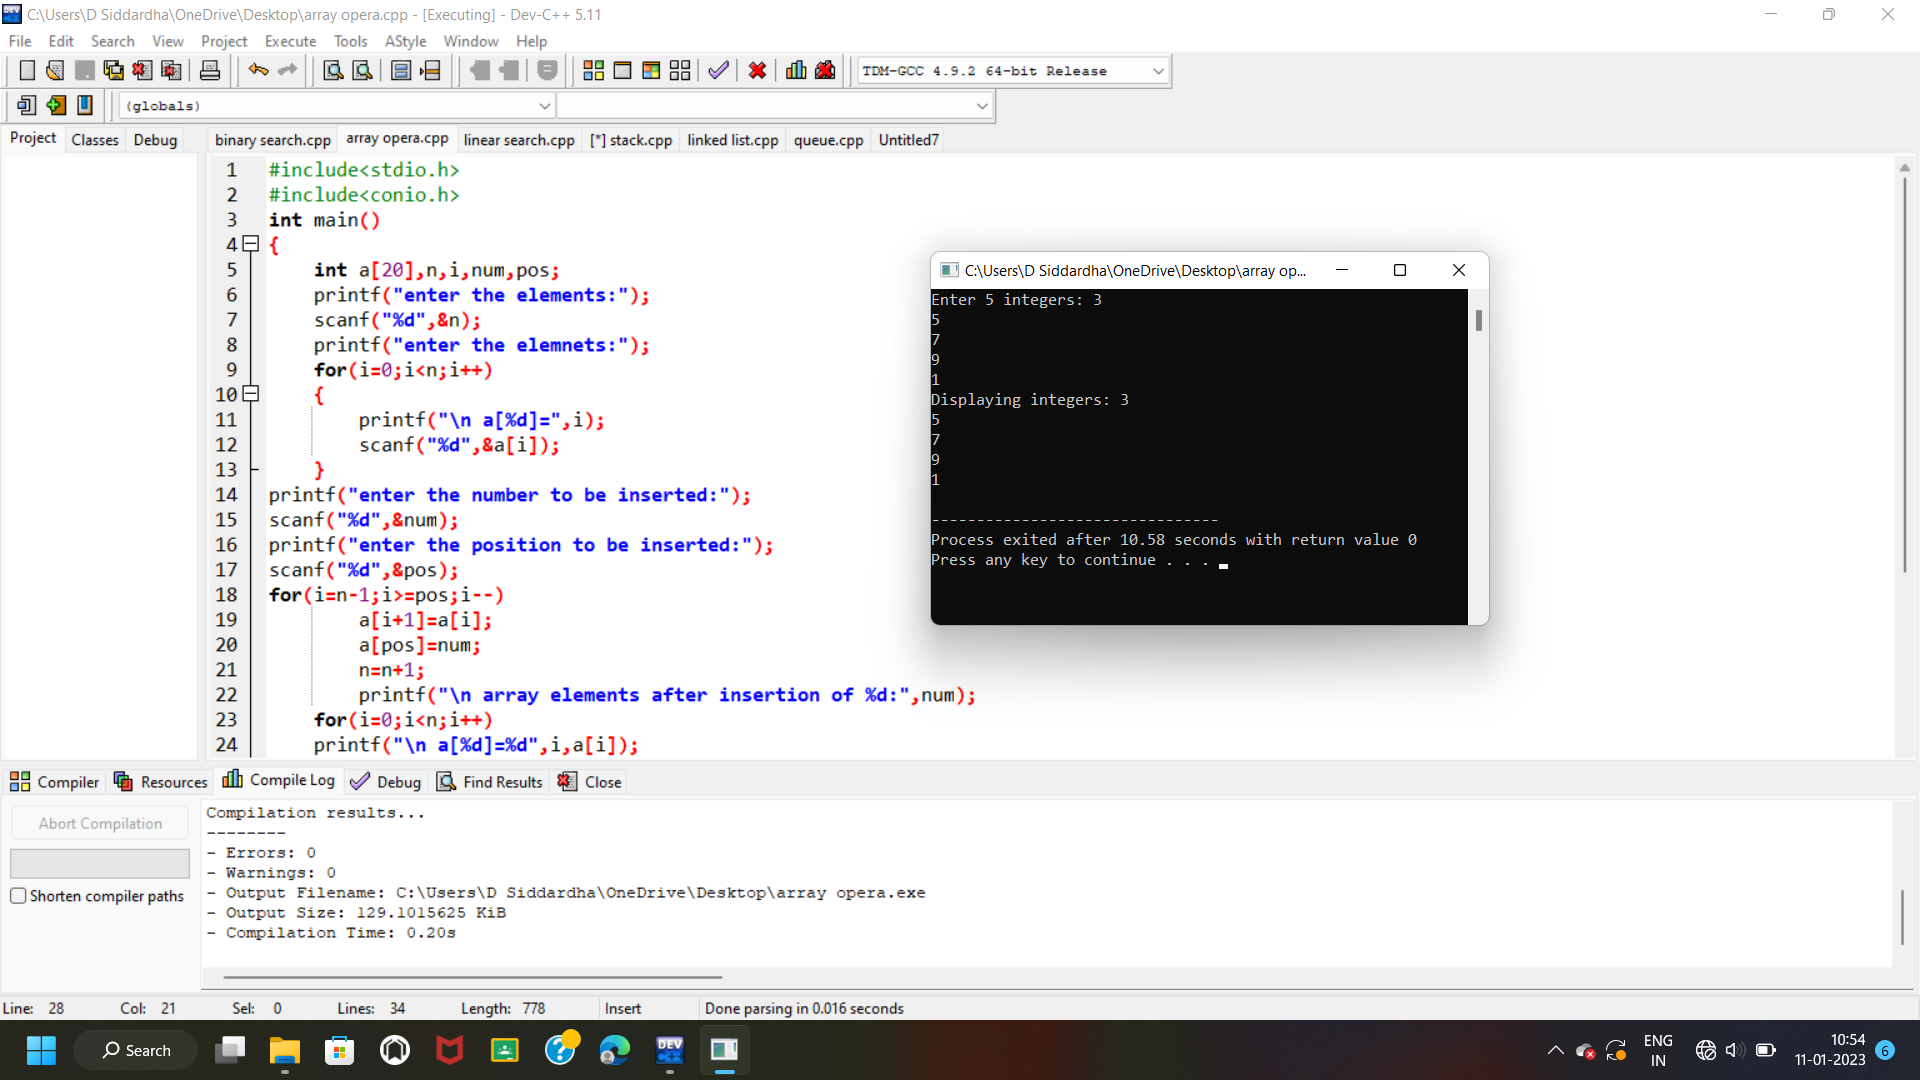 C:\Users\D Siddardha\OneDrive\Desktop\array opera.cpp - [Executing] - Dev-C++ 5.11
File Edit Search View Project Execute Tools AStyle Window Help
TDM-GCC 4.9.2 64-bit Release
(globals)
Project Classes Debug
binary search.cpp array opera.cpp linear search.cpp [*] stack.cpp linked list.cpp queue.cpp Untitled7
1 #include<stdio.h>
2 #include<conio.h>
3 int main()
4 {
5 int a[20],n,i,num,pos;
6 printf("enter the elements:");
7 scanf("%d",&n);
8 printf("enter the elemnets:");
9 for(i=0;i<n;i++)
10 {
11 printf("\n a[%d]=",i);
12 scanf("%d",&a[i]);
13 }
14 printf("enter the number to be inserted:");
15 scanf("%d",&num);
16 printf("enter the position to be inserted:");
17 scanf("%d",&pos);
18 for(i=n-1;i>=pos;i--)
19 a[i+1]=a[i];
20 a[pos]=num;
21 n=n+1;
22 printf("\n array elements after insertion of %d:",num);
23 for(i=0;i<n;i++)
24 printf("\n a[%d]=%d",i,a[i]);
C:\Users\D Siddardha\OneDrive\Desktop\array op...
Enter 5 integers: 3
5
7
9
1
Displaying integers: 3
5
7
9
1
--------------------------------
Process exited after 10.58 seconds with return value 0
Press any key to continue . . .
Compiler Resources Compile Log Debug Find Results Close
Abort Compilation
Shorten compiler paths
Compilation results...
--------
- Errors: 0
- Warnings: 0
- Output Filename: C:\Users\D Siddardha\OneDrive\Desktop\array opera.exe
- Output Size: 129.1015625 KiB
- Compilation Time: 0.20s
Line: 28 Col: 21 Sel: 0 Lines: 34 Length: 778 Insert Done parsing in 0.016 seconds
Search
DEV
C++
ENG
IN
10:54
11-01-2023
6